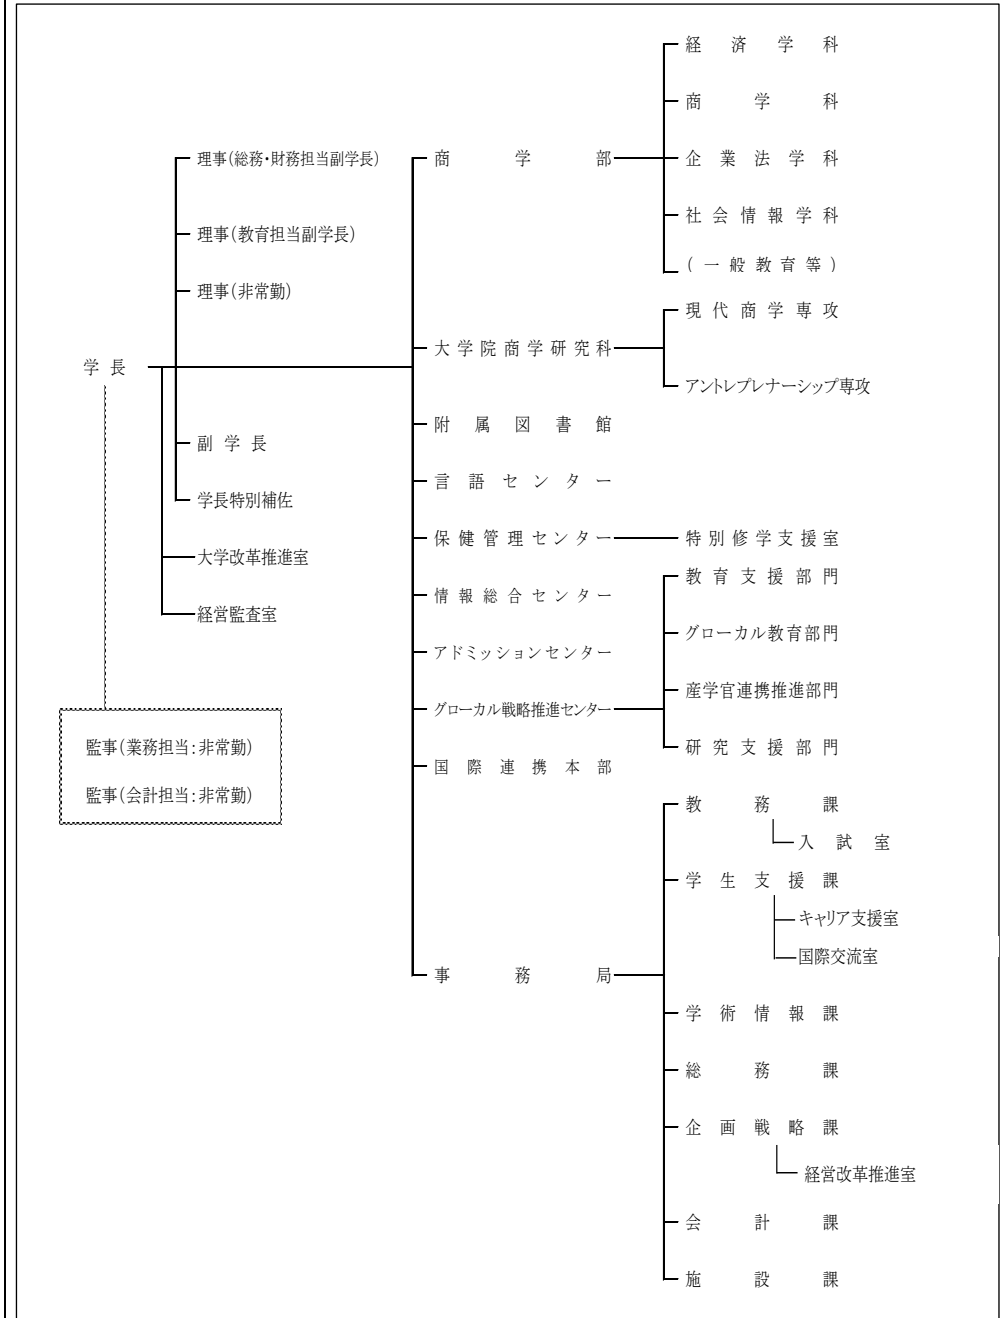 学長
理事(総務・財務担当副学長)
理事(教育担当副学長)
理事(非常勤)
副学長
学長特別補佐
大学改革推進室
経営監査室
監事(業務担当:非常勤)
監事(会計担当:非常勤)
商学部
大学院商学研究科
附属図書館
言語センター
保健管理センター
情報総合センター
アドミッションセンター
グローカル戦略推進センター
国際連携本部
事務局
経済学科
商学科
企業法学科
社会情報学科
(一般教育等)
現代商学専攻
アントレプレナーシップ専攻
特別修学支援室
教育支援部門
グローカル教育部門
産学官連携推進部門
研究支援部門
教務課
入試室
学生支援課
キャリア支援室
国際交流室
学術情報課
総務課
企画戦略課
経営改革推進室
会計課
施設課